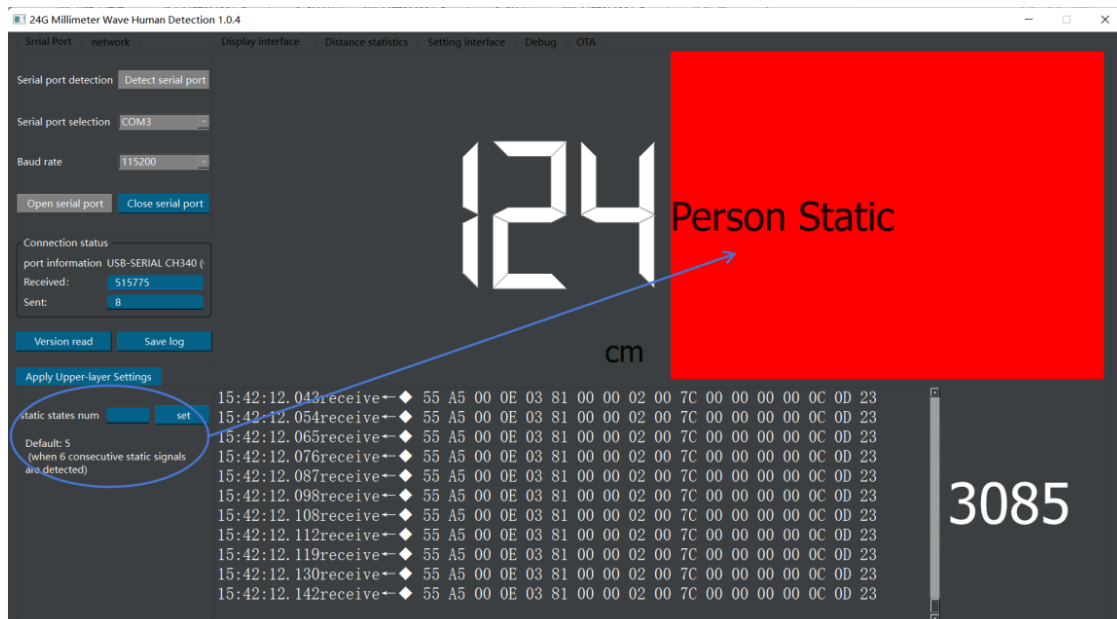 24G Millimeter Wave Human Detection 1.0.4
Srrial Port network Display interface Distance statistics Setting interface Debug OTA
Serial port detection Detect serial port
Serial port selection COM3
Baud rate 115200
Open serial port Close serial port
Connection status
port information USB-SERIAL CH340 (
Received: 515775
Sent: 8
Version read Save log
Apply Upper-layer Settings
static states num set
Default: 5
(when 6 consecutive static signals
are detected)
124
cm
Person Static
15:42:12.043receive←◆ 55 A5 00 0E 03 81 00 00 02 00 7C 00 00 00 00 0C 0D 23
15:42:12.054receive←◆ 55 A5 00 0E 03 81 00 00 02 00 7C 00 00 00 00 0C 0D 23
15:42:12.065receive←◆ 55 A5 00 0E 03 81 00 00 02 00 7C 00 00 00 00 0C 0D 23
15:42:12.076receive←◆ 55 A5 00 0E 03 81 00 00 02 00 7C 00 00 00 00 0C 0D 23
15:42:12.087receive←◆ 55 A5 00 0E 03 81 00 00 02 00 7C 00 00 00 00 0C 0D 23
15:42:12.098receive←◆ 55 A5 00 0E 03 81 00 00 02 00 7C 00 00 00 00 0C 0D 23
15:42:12.108receive←◆ 55 A5 00 0E 03 81 00 00 02 00 7C 00 00 00 00 0C 0D 23
15:42:12.112receive←◆ 55 A5 00 0E 03 81 00 00 02 00 7C 00 00 00 00 0C 0D 23
15:42:12.119receive←◆ 55 A5 00 0E 03 81 00 00 02 00 7C 00 00 00 00 0C 0D 23
15:42:12.130receive←◆ 55 A5 00 0E 03 81 00 00 02 00 7C 00 00 00 00 0C 0D 23
15:42:12.142receive←◆ 55 A5 00 0E 03 81 00 00 02 00 7C 00 00 00 00 0C 0D 23
3085